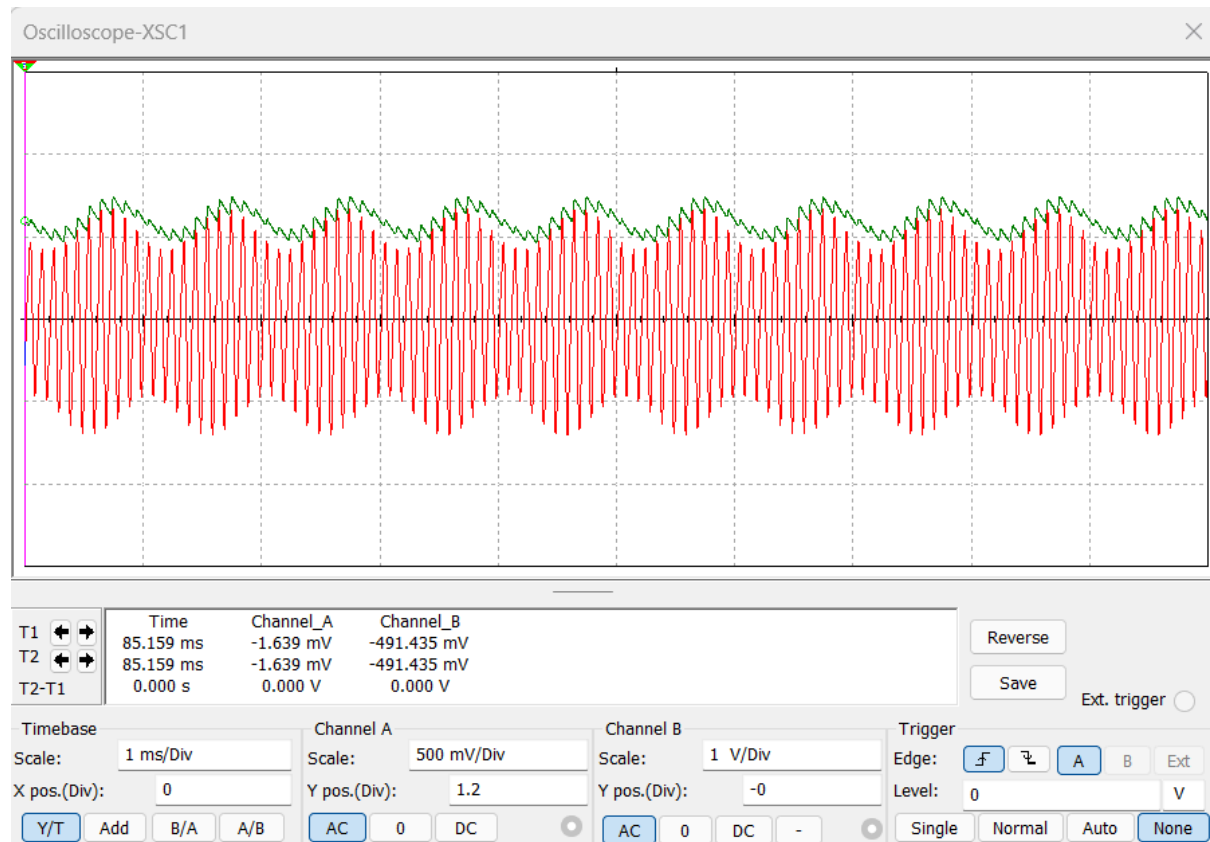 Oscilloscope-XSC1
Time Channel_A Channel_B
T1 85.159 ms -1.639 mV -491.435 mV
T2 85.159 ms -1.639 mV -491.435 mV
T2-T1 0.000 s 0.000 V 0.000 V
Reverse
Save
Ext. trigger
Timebase
Scale: 1 ms/Div
X pos.(Div): 0
Y/T Add B/A A/B
Channel A
Scale: 500 mV/Div
Y pos.(Div): 1.2
AC 0 DC
Channel B
Scale: 1 V/Div
Y pos.(Div): -0
AC 0 DC -
Trigger
Edge: A B Ext
Level: 0 V
Single Normal Auto None